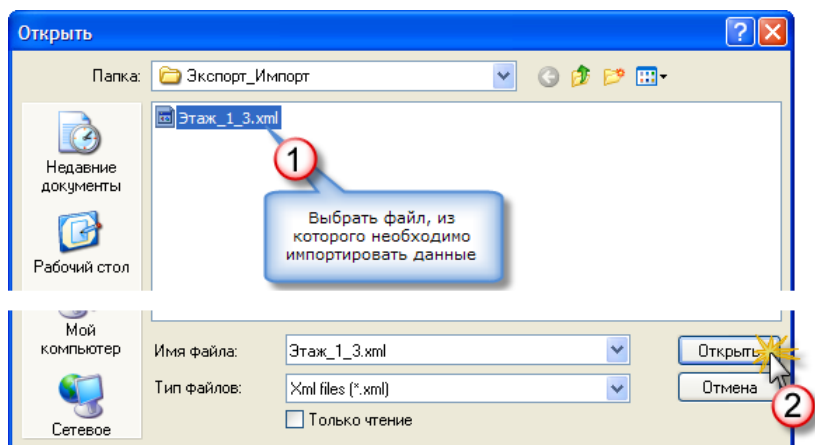 Открыть
Папка:
Экспорт_Импорт
Этаж_1_3.xml
1
Недавние
документы
Выбрать файл, из
которого необходимо
импортировать данные
Рабочий стол
Мой
компьютер
Имя файла:
Этаж_1_3.xml
Открыть
Тип файлов:
Xml files (*.xml)
Отмена
2
Сетевое
Только чтение